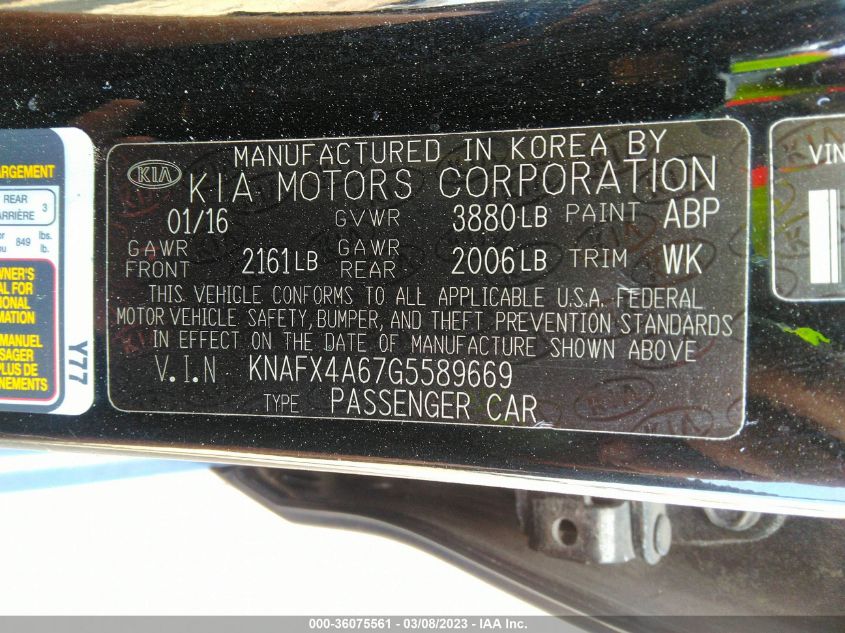 MANUFACTURED IN KOREA BY
KIA KIA MOTORS CORPORATION
01/16 GVWR 3880LB PAINT ABP
GAWR FRONT 2161LB GAWR REAR 2006LB TRIM WK
THIS VEHICLE CONFORMS TO ALL APPLICABLE U.S.A. FEDERAL
MOTOR VEHICLE SAFETY, BUMPER, AND THEFT PREVENTION STANDARDS
IN EFFECT ON THE DATE OF MANUFACTURE SHOWN ABOVE
V.I.N KNAFX4A67G5589669
TYPE PASSENGER CAR
ARGEMENT
REAR
ARRIÈRE 3
849 lbs.
lb.
WNER'S
AL FOR
IONAL
MATION
MANUEL
SAGER
PLUS DE
EMENTS
Y77
VIN
000-36075561 - 03/08/2023 - IAA Inc.